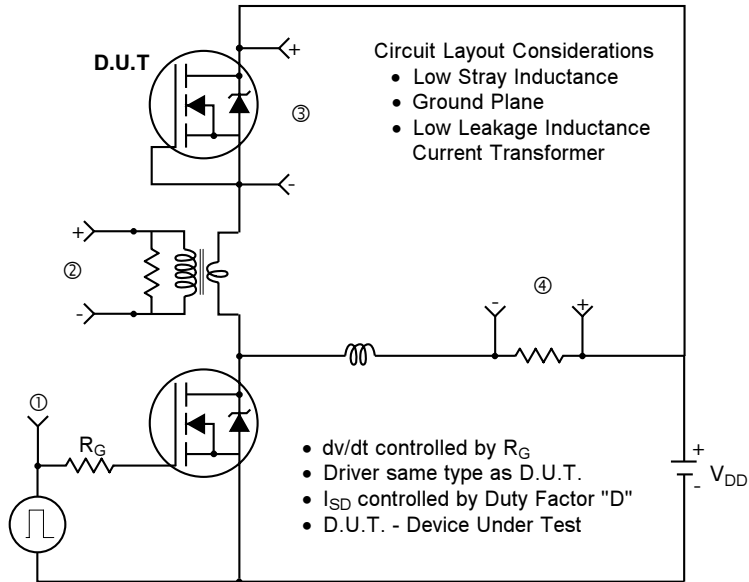 D.U.T
+
③
-
Circuit Layout Considerations
• Low Stray Inductance
• Ground Plane
• Low Leakage Inductance
Current Transformer
+
②
-
-
④
+
①
R_G
• dv/dt controlled by R_G
• Driver same type as D.U.T.
• I_SD controlled by Duty Factor "D"
• D.U.T. - Device Under Test
+
V_DD
-